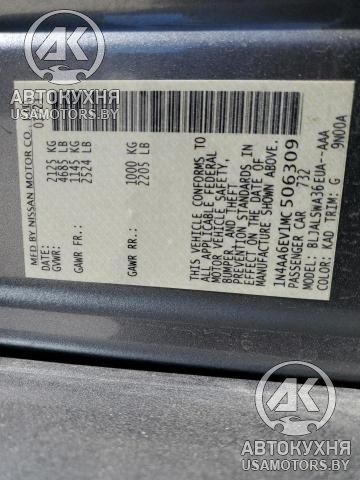 AK
АВТОКУХНЯ
USAMOTORS.BY
MFD BY NISSAN MOTOR CO.
DATE:
GVWR: 2125 KG
4685 LB
GAWR FR.: 1145 KG
2524 LB
GAWR RR.: 1000 KG
2205 LB
THIS VEHICLE CONFORMS TO
ALL APPLICABLE FEDERAL
MOTOR VEHICLE SAFETY,
BUMPER, AND THEFT
PREVENTION STANDARDS IN
EFFECT ON THE DATE OF
MANUFACTURE SHOWN ABOVE.
1N4AA6EV1MC506309
PASSENGER CAR 732
MODEL: BLJALSWA36EUA--AAA
COLOR: KAD TRIM: G 9N00A
AK
АВТОКУХНЯ
USAMOTORS.BY